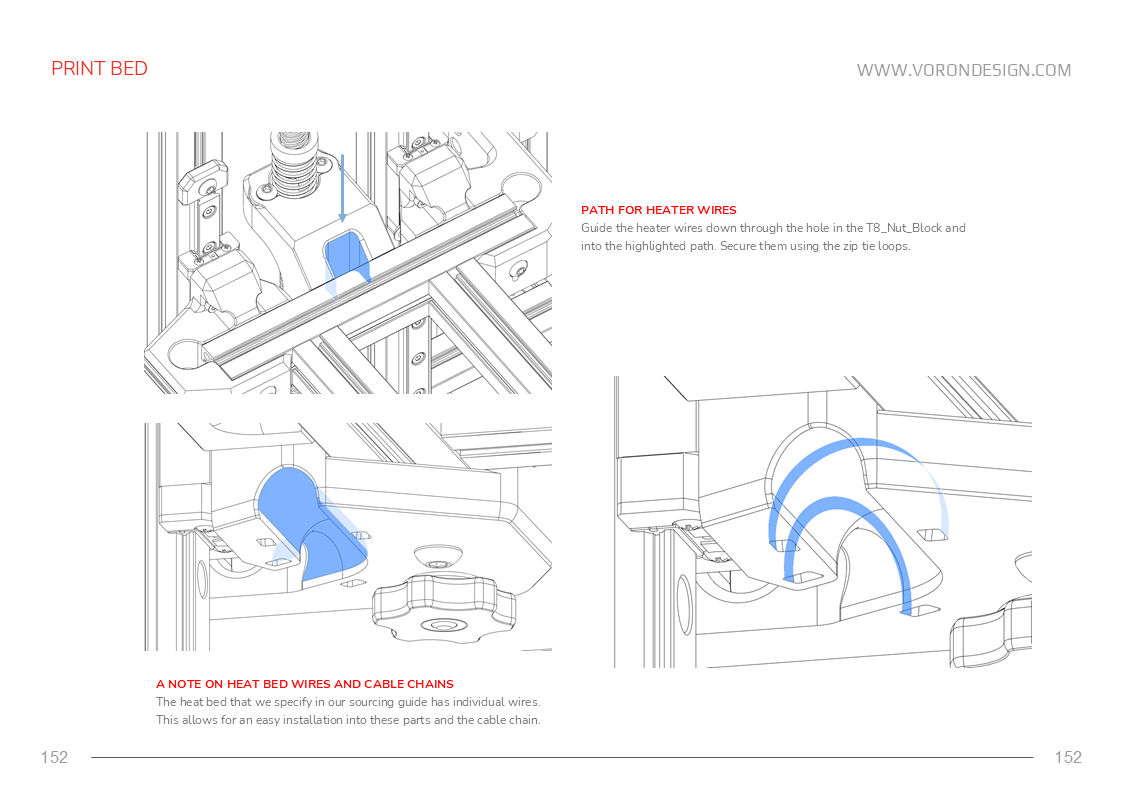 PRINT BED
WWW.VORONDESIGN.COM
PATH FOR HEATER WIRES
Guide the heater wires down through the hole in the T8_Nut_Block and
into the highlighted path. Secure them using the zip tie loops.
A NOTE ON HEAT BED WIRES AND CABLE CHAINS
The heat bed that we specify in our sourcing guide has individual wires.
This allows for an easy installation into these parts and the cable chain.
152
152